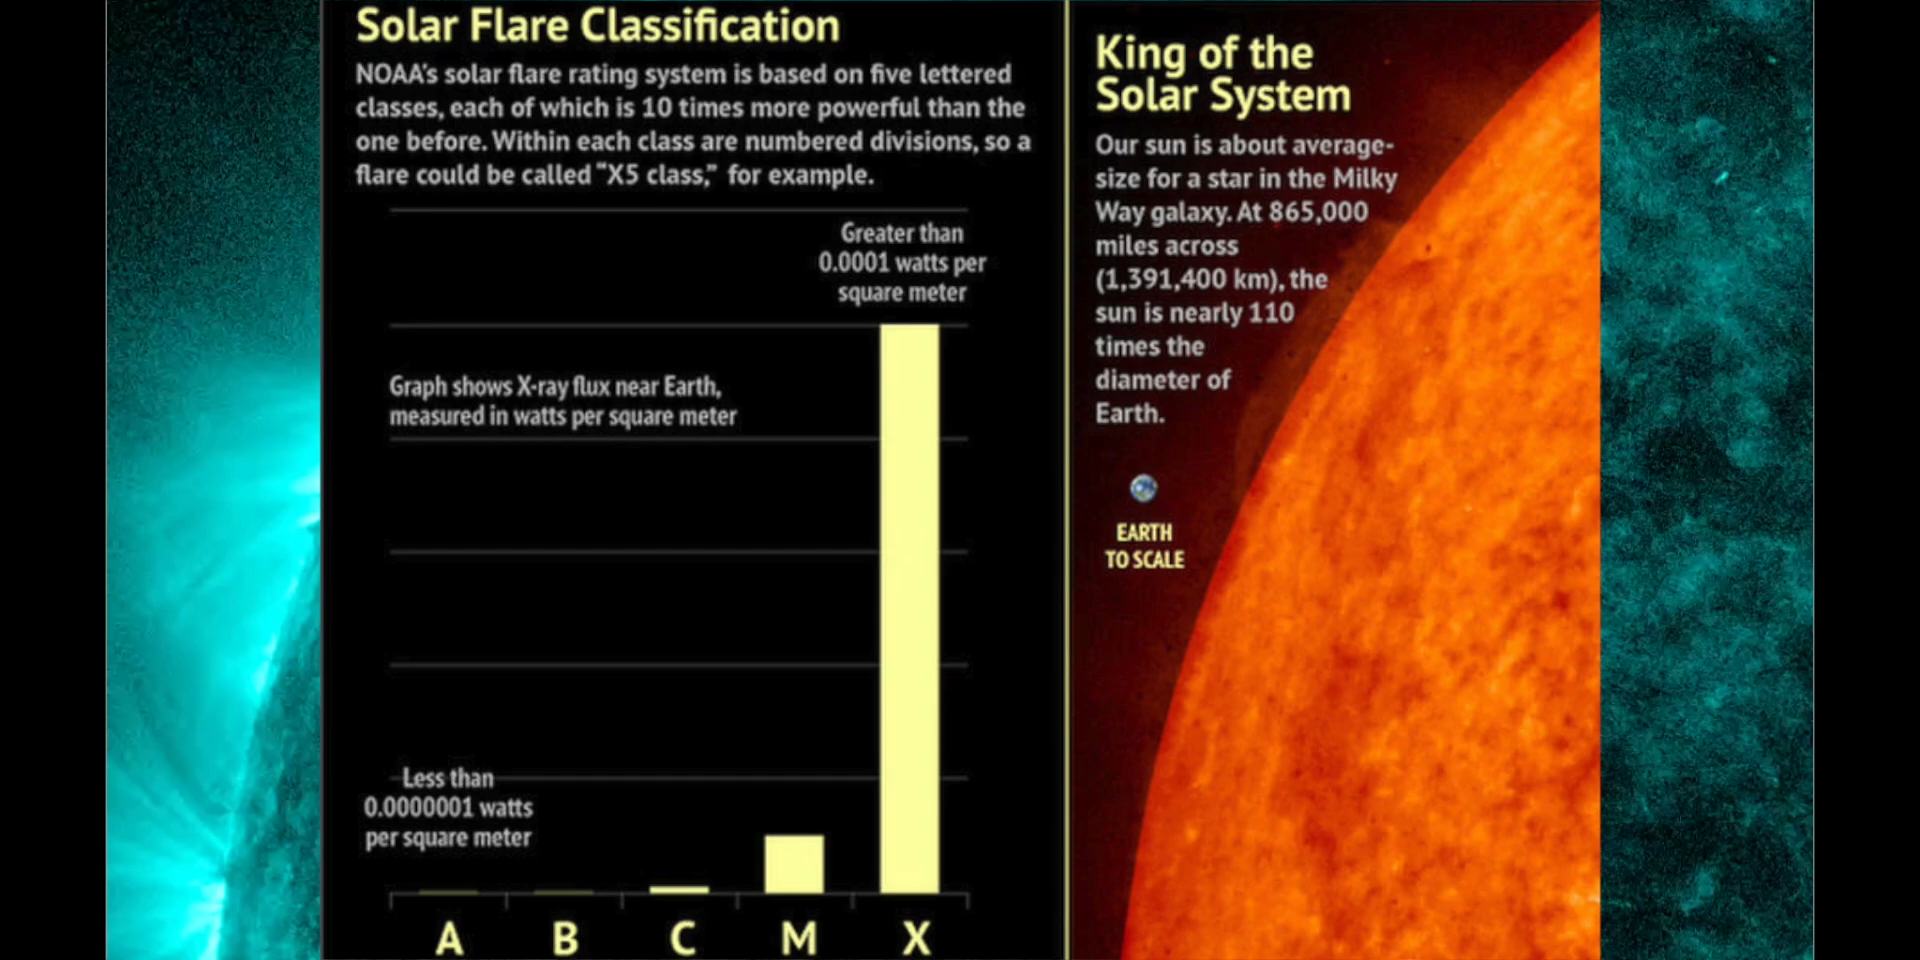 Solar Flare Classification
NOAA's solar flare rating system is based on five lettered
classes, each of which is 10 times more powerful than the
one before. Within each class are numbered divisions, so a
flare could be called “X5 class,” for example.
Greater than
0.0001 watts per
square meter
Graph shows X-ray flux near Earth,
measured in watts per square meter
Less than
0.0000001 watts
per square meter
A B C M X
King of the
Solar System
Our sun is about average-
size for a star in the Milky
Way galaxy. At 865,000
miles across
(1,391,400 km), the
sun is nearly 110
times the
diameter of
Earth.
EARTH
TO SCALE